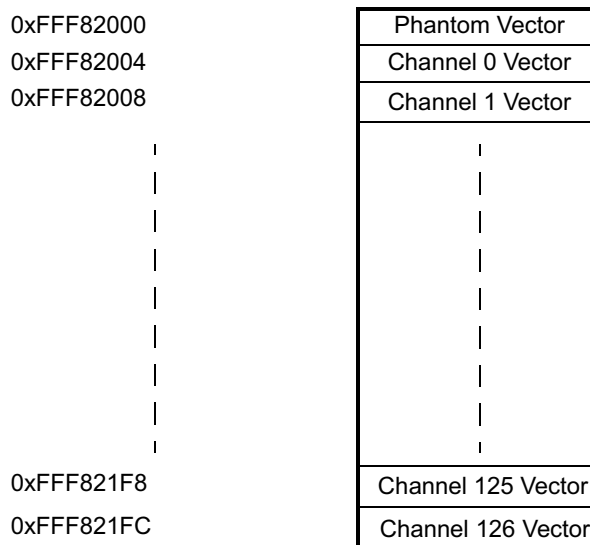 0xFFF82000 Phantom Vector
0xFFF82004 Channel 0 Vector
0xFFF82008 Channel 1 Vector
0xFFF821F8 Channel 125 Vector
0xFFF821FC Channel 126 Vector